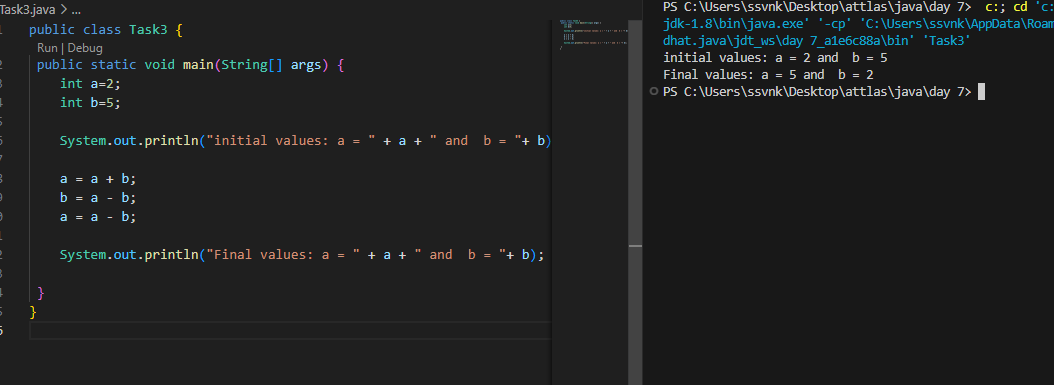 Task3.java > ...
public class Task3 {
Run | Debug
public static void main(String[] args) {
int a=2;
int b=5;
System.out.println("initial values: a = " + a + " and  b = "+ b)
a = a + b;
b = a - b;
a = a - b;
System.out.println("Final values: a = " + a + " and  b = "+ b);
}
}
PS C:\Users\ssvnk\Desktop\attlas\java\day 7>  c:; cd 'c:
jdk-1.8\bin\java.exe' '-cp' 'C:\Users\ssvnk\AppData\Roam
dhat.java\jdt_ws\day 7_a1e6c88a\bin' 'Task3'
initial values: a = 2 and  b = 5
Final values: a = 5 and  b = 2
PS C:\Users\ssvnk\Desktop\attlas\java\day 7>